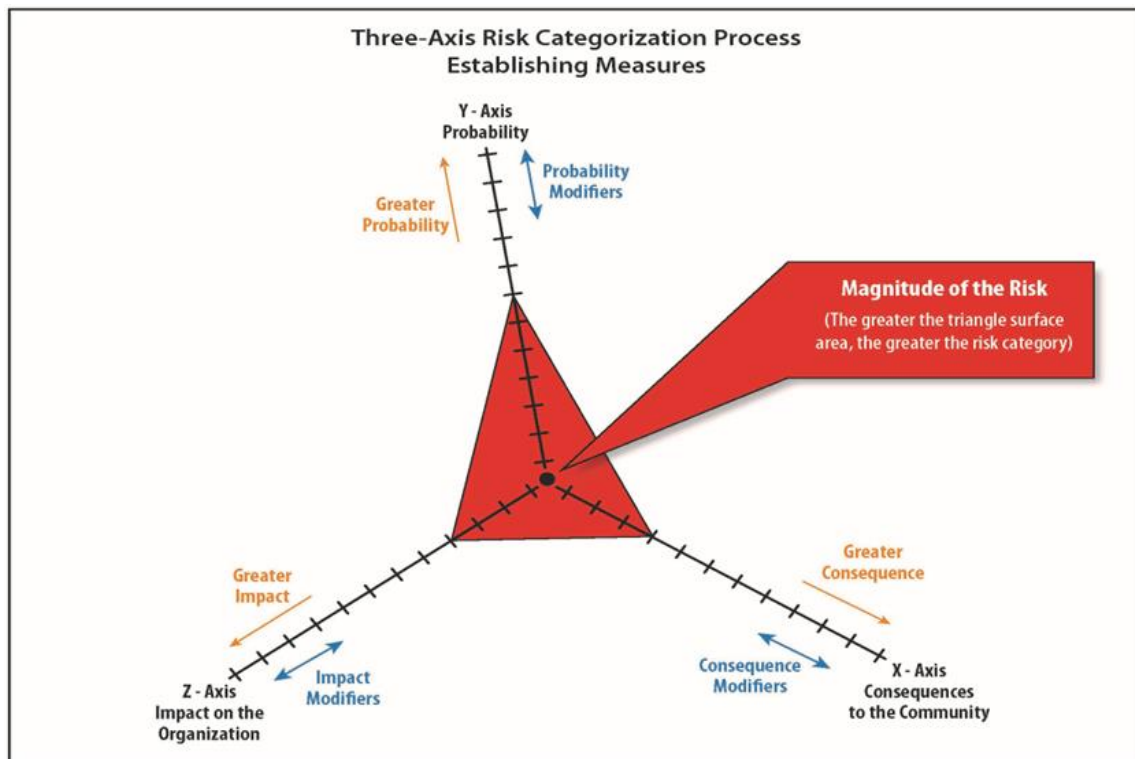 Three-Axis Risk Categorization Process
Establishing Measures
Y - Axis
Probability
Probability
Modifiers
Greater
Probability
Magnitude of the Risk
(The greater the triangle surface
area, the greater the risk category)
Greater
Consequence
Greater
Impact
Consequence
Modifiers
Impact
Modifiers
X - Axis
Consequences
to the Community
Z - Axis
Impact on the
Organization